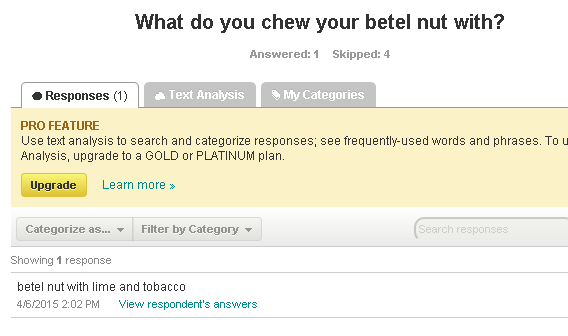 What do you chew your betel nut with?
Answered: 1 Skipped: 4
Responses (1) Text Analysis My Categories
PRO FEATURE
Use text analysis to search and categorize responses; see frequently-used words and phrases. To u
Analysis, upgrade to a GOLD or PLATINUM plan.
Upgrade Learn more »
Categorize as... Filter by Category Search responses
Showing 1 response
betel nut with lime and tobacco
4/6/2015 2:02 PM View respondent's answers